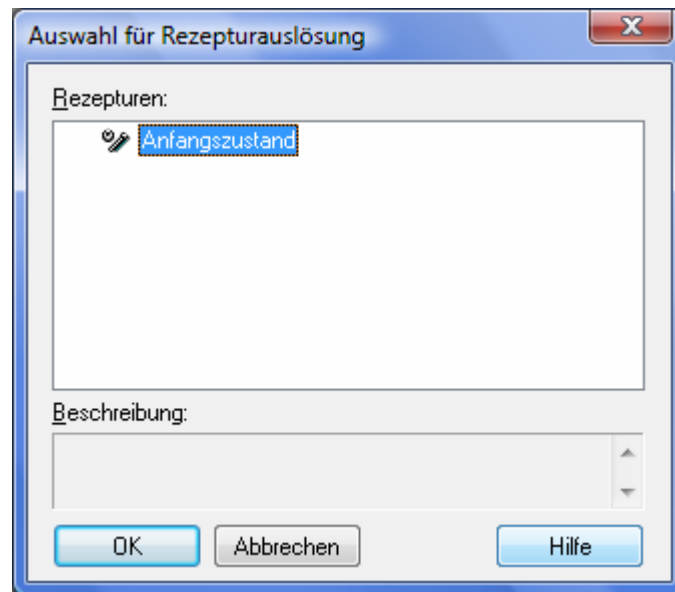 Auswahl für Rezepturauslösung
Rezepturen:
Anfangszustand
Beschreibung:
OK Abbrechen Hilfe